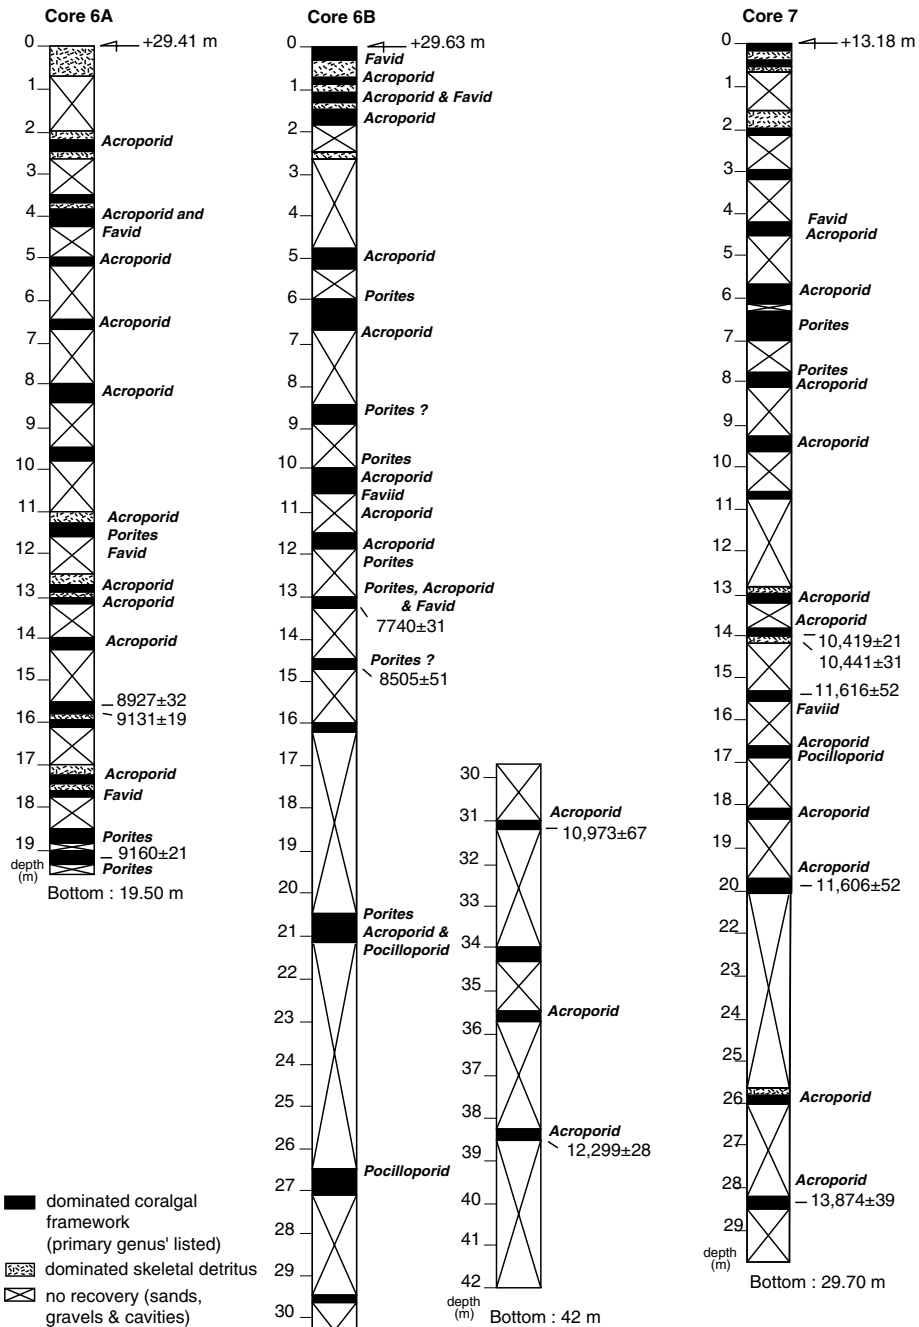 Core 6A
+29.41 m
0
1
2
Acroporid
3
4
Acroporid and
Favid
5
Acroporid
6
Acroporid
7
8
Acroporid
9
10
11
Acroporid
Porites
Favid
12
13
Acroporid
Acroporid
14
Acroporid
15
8927±32
9131±19
16
17
Acroporid
Favid
18
Porites
19
9160±21
depth
(m)
Porites
Bottom : 19.50 m
Core 6B
+29.63 m
0
Favid
1
Acroporid
Acroporid & Favid
Acroporid
2
3
4
5
Acroporid
6
Porites
Acroporid
7
8
Porites ?
9
10
Porites
Acroporid
Faviid
Acroporid
11
12
Acroporid
Porites
13
Porites, Acroporid
& Favid
7740±31
14
Porites ?
8505±51
15
16
17
18
19
20
21
Porites
Acroporid &
Pocilloporid
22
23
24
25
26
27
Pocilloporid
28
29
30
30
31
Acroporid
10,973±67
32
33
34
35
Acroporid
36
37
38
Acroporid
12,299±28
39
40
41
42
depth
(m)
Bottom : 42 m
Core 7
+13.18 m
0
1
2
3
4
Favid
Acroporid
5
6
Acroporid
7
Porites
8
Porites
Acroporid
9
Acroporid
10
11
12
13
Acroporid
Acroporid
14
10,419±21
10,441±31
15
11,616±52
Faviid
16
17
Acroporid
Pocilloporid
18
Acroporid
19
Acroporid
20
11,606±52
22
23
24
25
26
Acroporid
27
28
Acroporid
13,874±39
29
depth
(m)
Bottom : 29.70 m
dominated coralgal
framework
(primary genus' listed)
dominated skeletal detritus
no recovery (sands,
gravels & cavities)